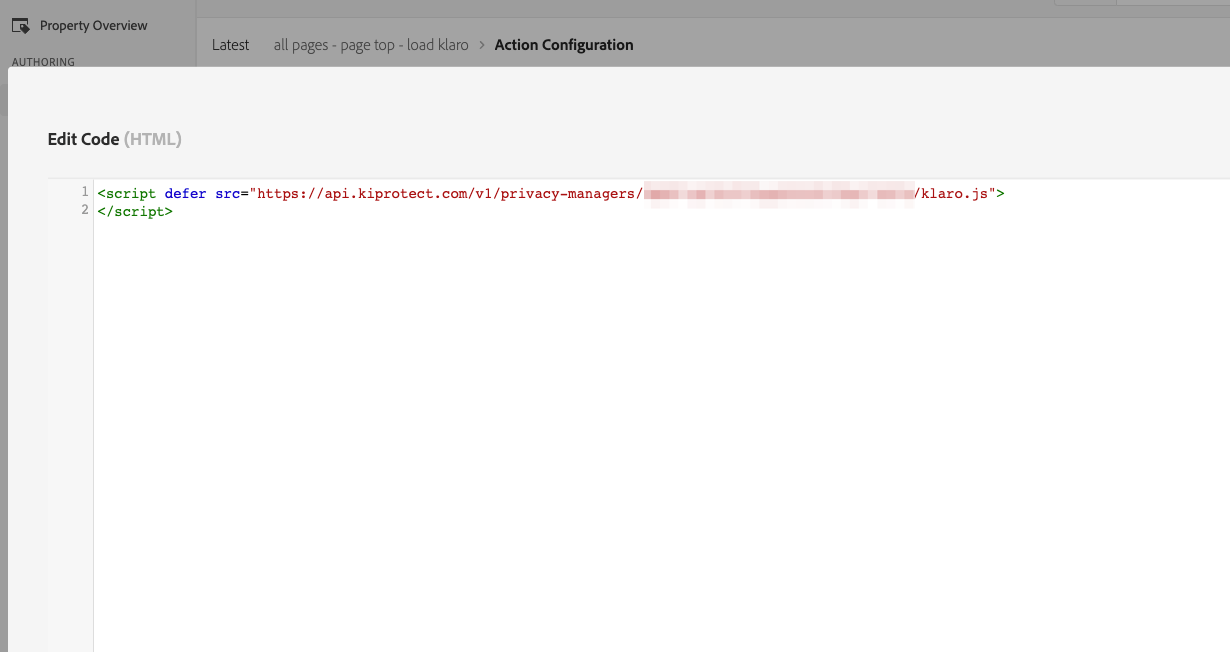 Property Overview
Latest all pages - page top - load klaro > Action Configuration
AUTHORING
Edit Code (HTML)
1 <script defer src="https://api.kiprotect.com/v1/privacy-managers/ /klaro.js">
2 </script>